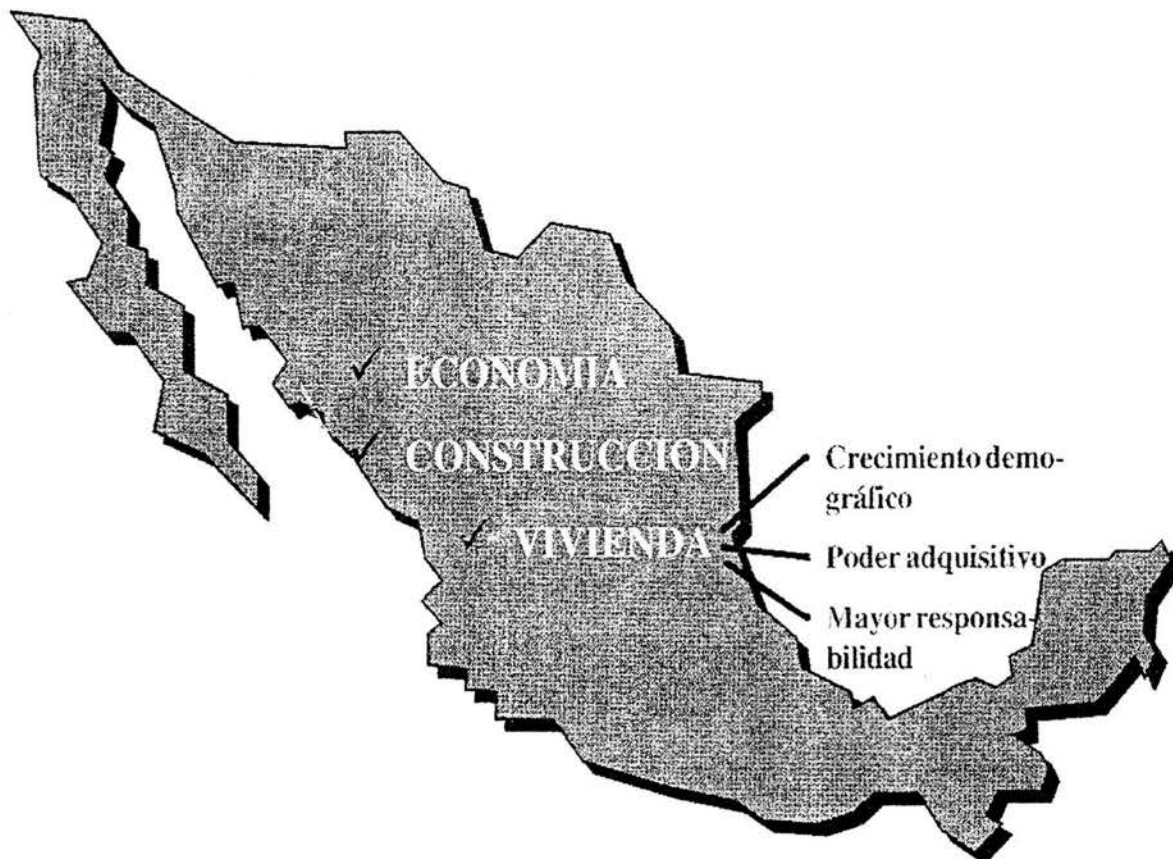 ✓ ECONOMIA
✓ CONSTRUCCION
✓ - VIVIENDA
Crecimiento demo-
gráfico
Poder adquisitivo
Mayor responsa-
bilidad